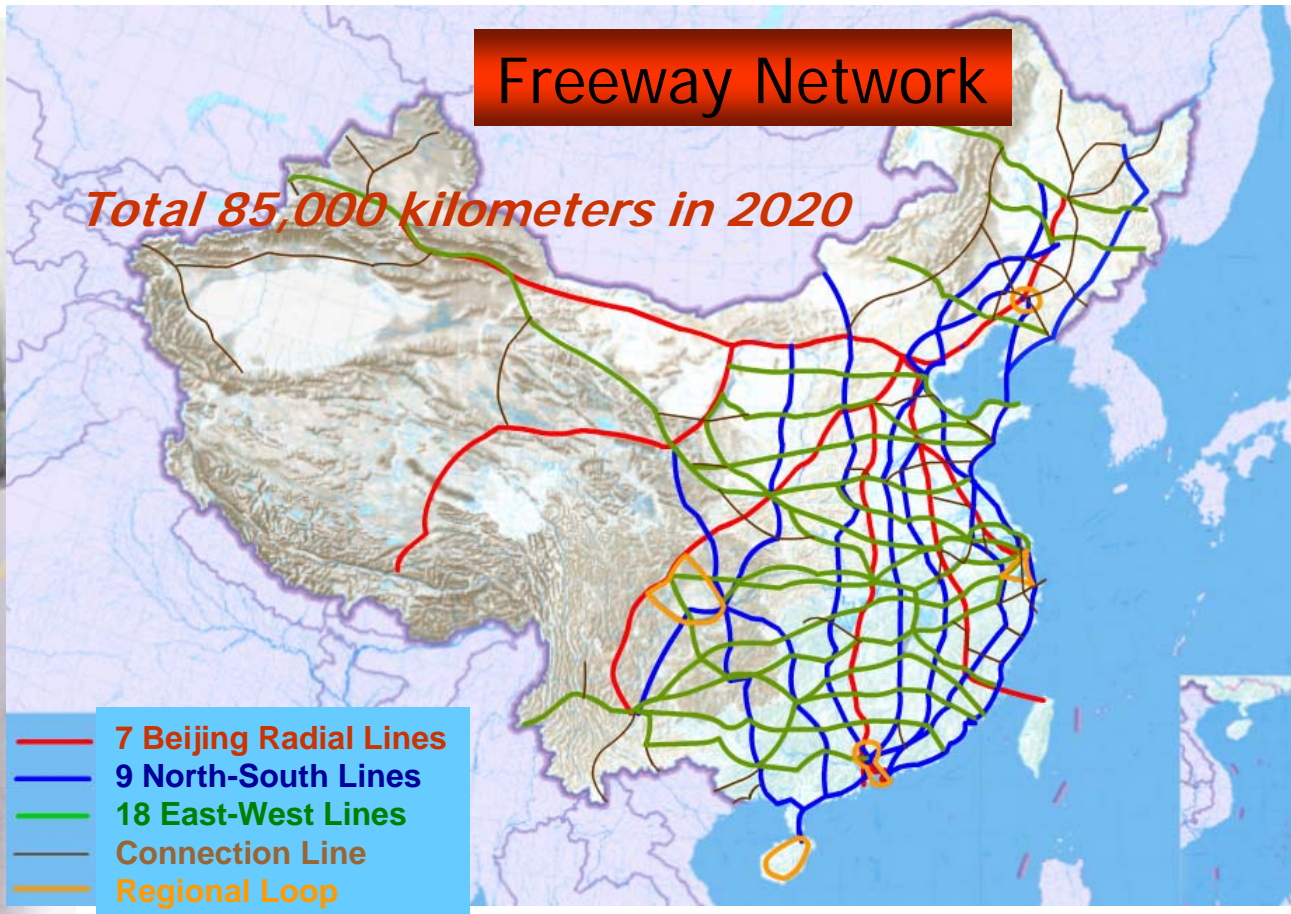 Freeway Network
Total 85,000 kilometers in 2020
7 Beijing Radial Lines
9 North-South Lines
18 East-West Lines
Connection Line
Regional Loop